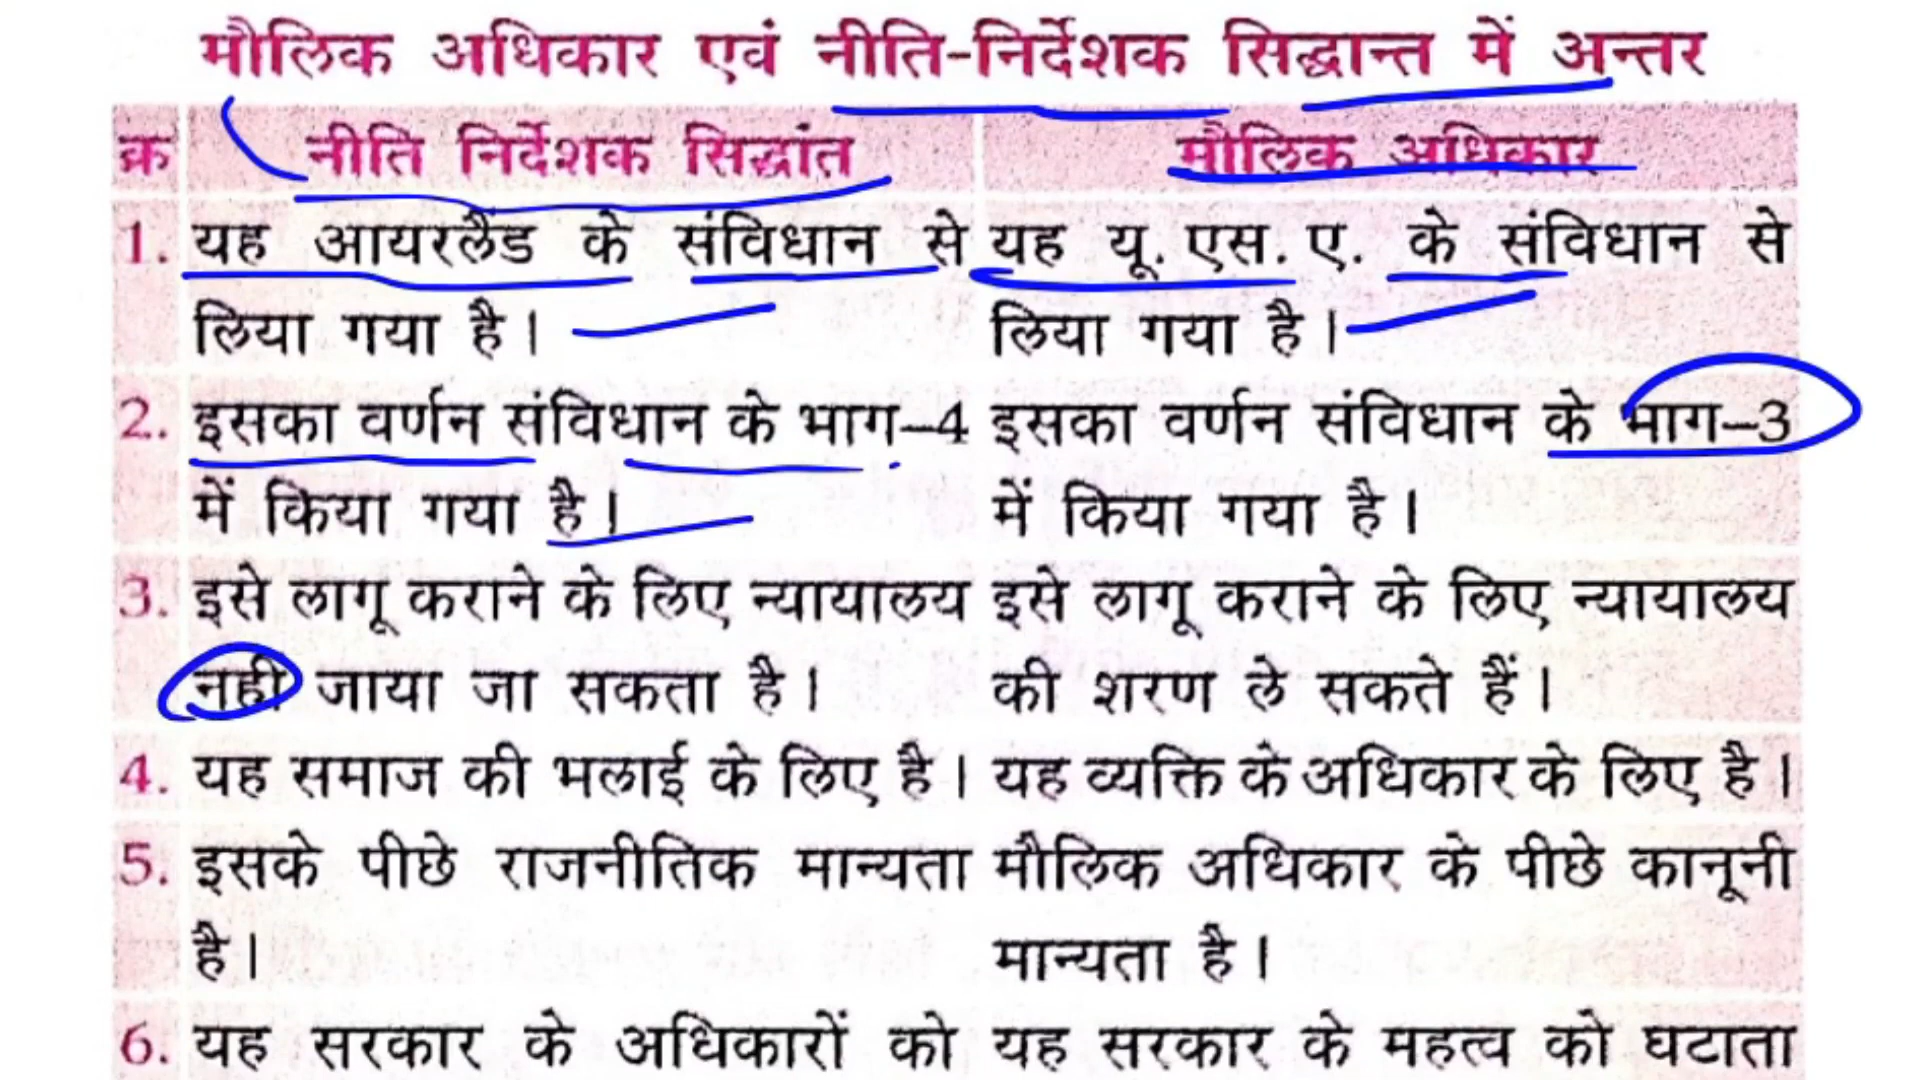 मौलिक अधिकार एवं नीति-निर्देशक सिद्धान्त में अन्तर
क्र नीति निर्देशक सिद्धांत मौलिक अधिकार
1. यह आयरलैंड के संविधान से यह यू. एस. ए. के संविधान से
लिया गया है। लिया गया है।
2. इसका वर्णन संविधान के भाग–4 इसका वर्णन संविधान के भाग–3
में किया गया है। में किया गया है।
3. इसे लागू कराने के लिए न्यायालय इसे लागू कराने के लिए न्यायालय
नही जाया जा सकता है। की शरण ले सकते हैं।
4. यह समाज की भलाई के लिए है। यह व्यक्ति के अधिकार के लिए है।
5. इसके पीछे राजनीतिक मान्यता मौलिक अधिकार के पीछे कानूनी
है। मान्यता है।
6. यह सरकार के अधिकारों को यह सरकार के महत्व को घटाता